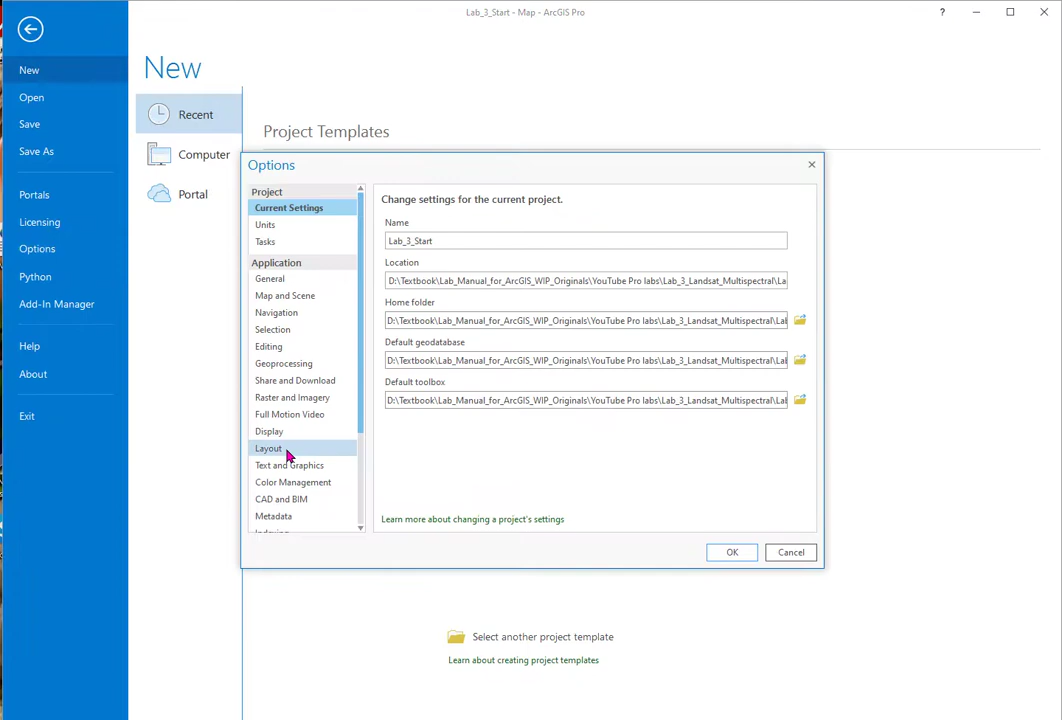 Lab_3_Start - Map - ArcGIS Pro
?
New
Open
Save
Save As
Portals
Licensing
Options
Python
Add-In Manager
Help
About
Exit
New
Recent
Computer
Portal
Project Templates
Options
Project
Current Settings
Units
Tasks
Application
General
Map and Scene
Navigation
Selection
Editing
Geoprocessing
Share and Download
Raster and Imagery
Full Motion Video
Display
Layout
Text and Graphics
Color Management
CAD and BIM
Metadata
Indexing
Change settings for the current project.
Name
Lab_3_Start
Location
D:\Textbook\Lab_Manual_for_ArcGIS_WIP_Originals\YouTube Pro labs\Lab_3_Landsat_Multispectral\La
Home folder
D:\Textbook\Lab_Manual_for_ArcGIS_WIP_Originals\YouTube Pro labs\Lab_3_Landsat_Multispectral\Lal
Default geodatabase
D:\Textbook\Lab_Manual_for_ArcGIS_WIP_Originals\YouTube Pro labs\Lab_3_Landsat_Multispectral\Lal
Default toolbox
D:\Textbook\Lab_Manual_for_ArcGIS_WIP_Originals\YouTube Pro labs\Lab_3_Landsat_Multispectral\Lal
Learn more about changing a project's settings
OK
Cancel
Select another project template
Learn about creating project templates